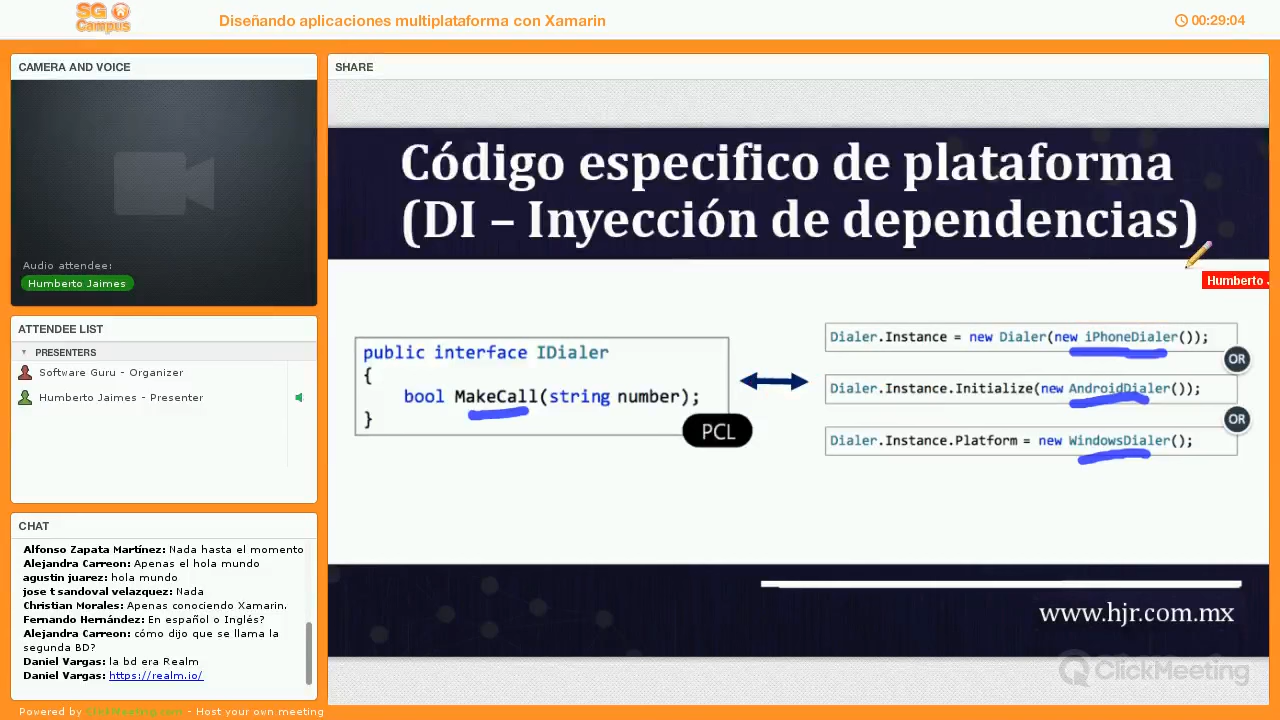 SG Campus
Diseñando aplicaciones multiplataforma con Xamarin
00:29:04
CAMERA AND VOICE
Audio attendee:
Humberto Jaimes
ATTENDEE LIST
PRESENTERS
Software Guru - Organizer
Humberto Jaimes - Presenter
CHAT
Alfonso Zapata Martínez: Nada hasta el momento
Alejandra Carreon: Apenas el hola mundo
agustin juarez: hola mundo
jose t sandoval velazquez: Nada
Christian Morales: Apenas conociendo Xamarin.
Fernando Hernández: En español o Inglés?
Alejandra Carreon: cómo dijo que se llama la
segunda BD?
Daniel Vargas: la bd era Realm
Daniel Vargas: https://realm.io/
Powered by ClickMeeting.com - Host your own meeting
SHARE
Código especifico de plataforma
(DI – Inyección de dependencias)
Humberto
public interface IDialer
{
bool MakeCall(string number);
}
PCL
Dialer.Instance = new Dialer(new iPhoneDialer());
OR
Dialer.Instance.Initialize(new AndroidDialer());
OR
Dialer.Instance.Platform = new WindowsDialer();
www.hjr.com.mx
ClickMeeting